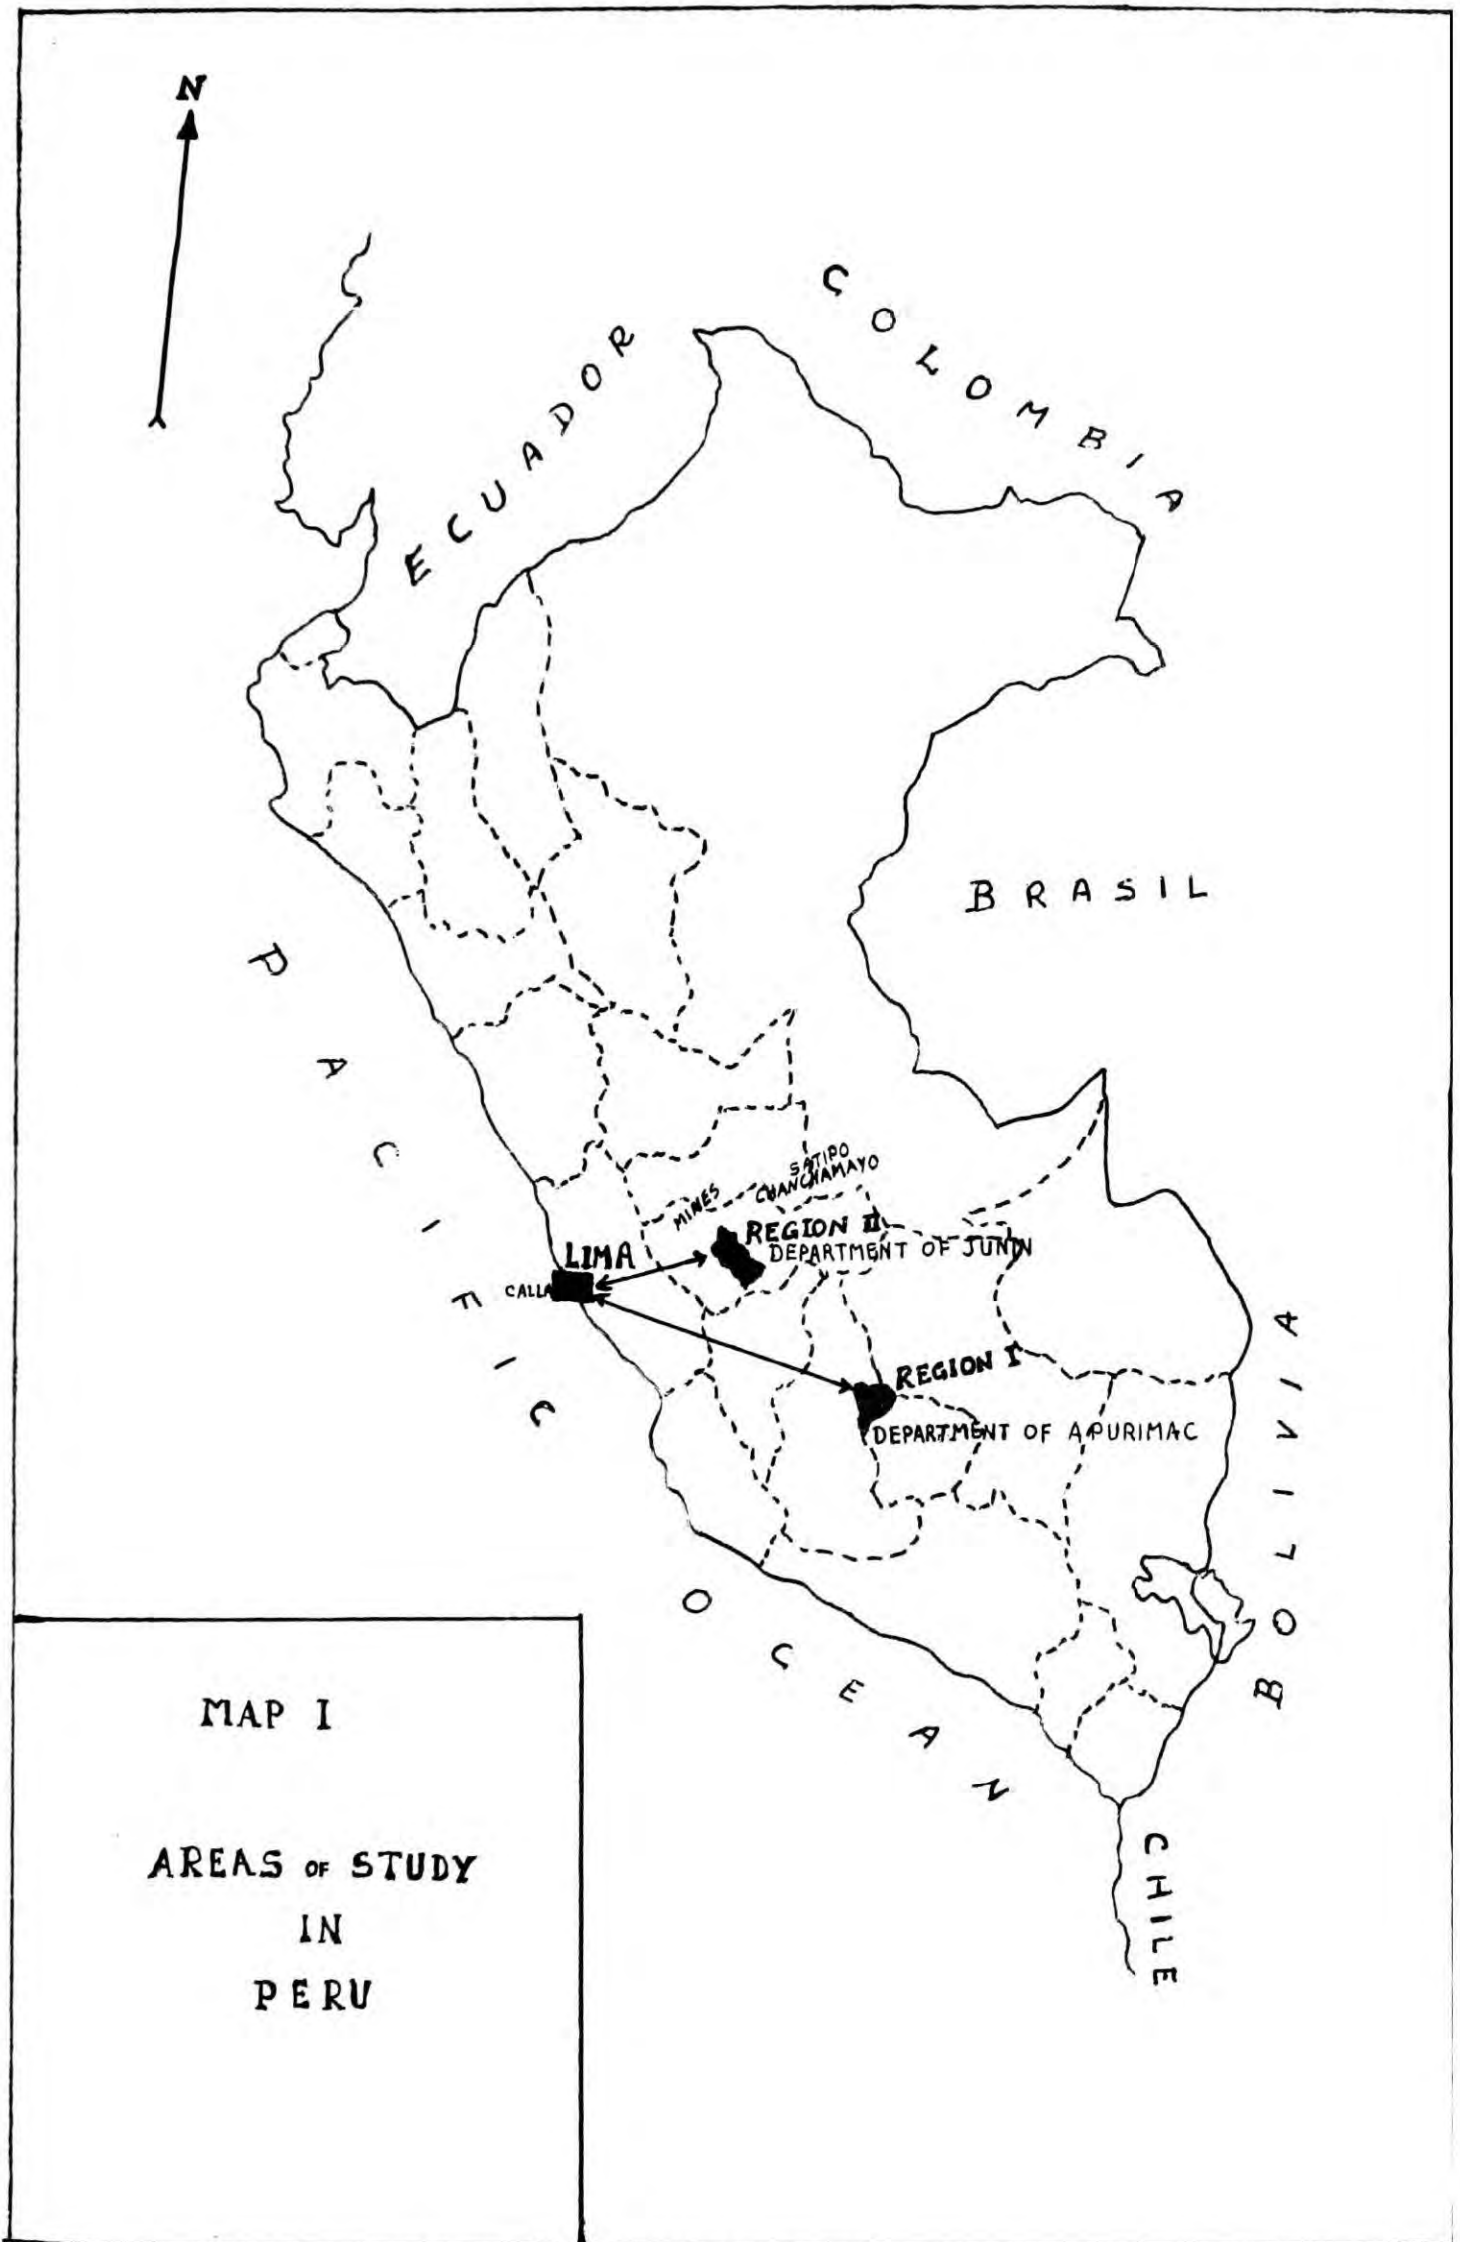 N
COLOMBIA
ECUADOR
BRASIL
PACIFIC OCEAN
SATIPO
CHANCHAMAYO
MINES
REGION II
DEPARTMENT OF JUNIN
LIMA
CALLA
REGION I
DEPARTMENT OF APURIMAC
BOLIVIA
CHILE
MAP I
AREAS OF STUDY
IN
PERU